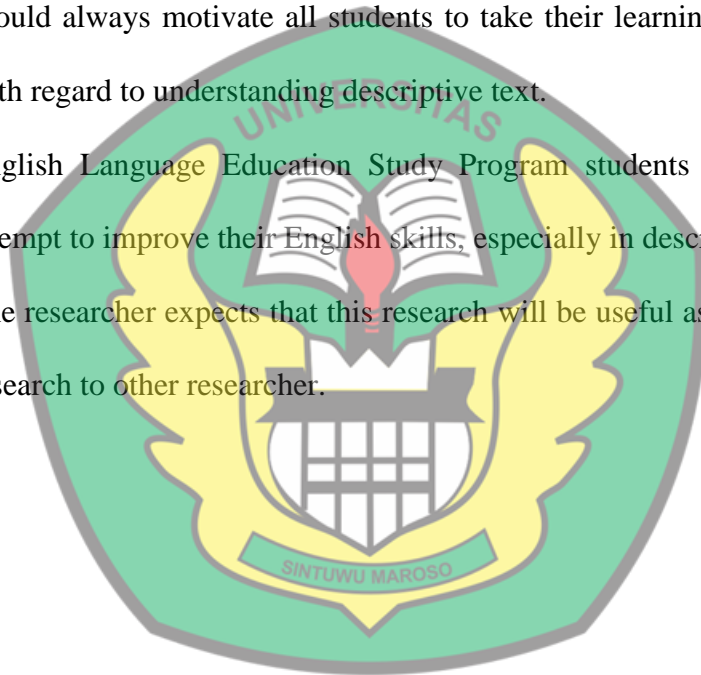 ould always motivate all students to take their learning
th regard to understanding descriptive text.
UNIVERSITAS
glish Language Education Study Program students
empt to improve their English skills, especially in descri
e researcher expects that this research will be useful as
search to other researcher.
SINTUWU MAROSO